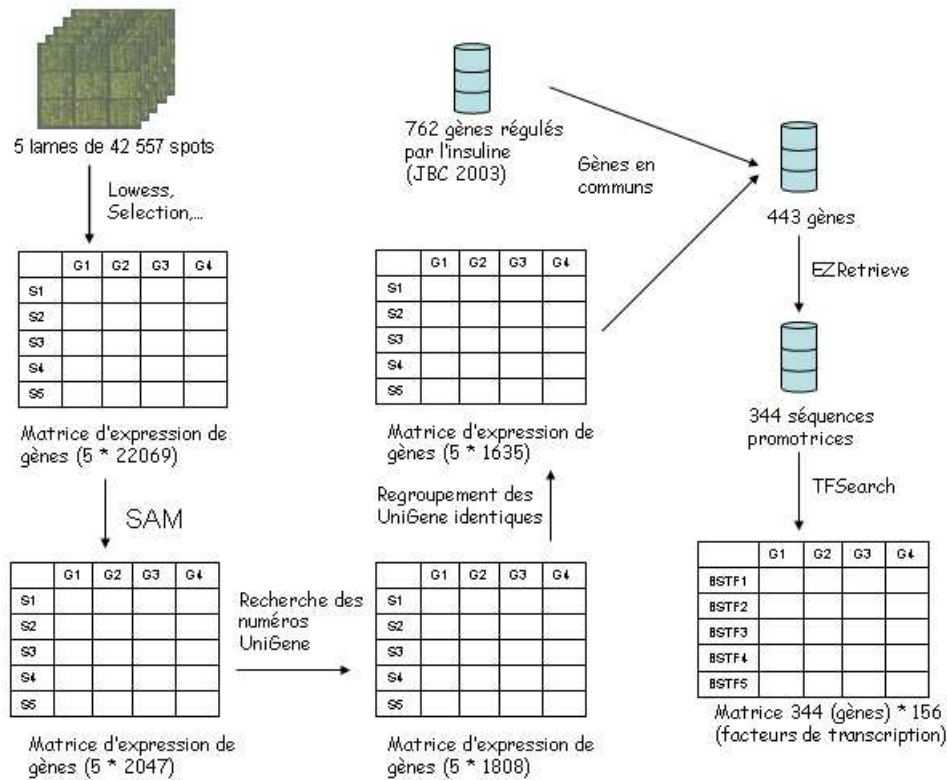 5 lames de 42 557 spots
Lowess,
Selection,...
G1 G2 G3 G4
S1
S2
S3
S4
S5
Matrice d'expression de
gènes (5 * 22069)
SAM
G1 G2 G3 G4
S1
S2
S3
S4
S5
Matrice d'expression de
gènes (5 * 2047)
Recherche des
numéros
UniGene
G1 G2 G3 G4
S1
S2
S3
S4
S5
Matrice d'expression de
gènes (5 * 1808)
Regroupement des
UniGene identiques
G1 G2 G3 G4
S1
S2
S3
S4
S5
Matrice d'expression de
gènes (5 * 1635)
762 gènes régulés
par l'insuline
(JBC 2003)
Gènes en
communs
443 gènes
EZRetrieve
344 séquences
promotrices
TFSearch
G1 G2 G3 G4
BSTF1
BSTF2
BSTF3
BSTF4
BSTF5
Matrice 344 (gènes) * 156
(facteurs de transcription)